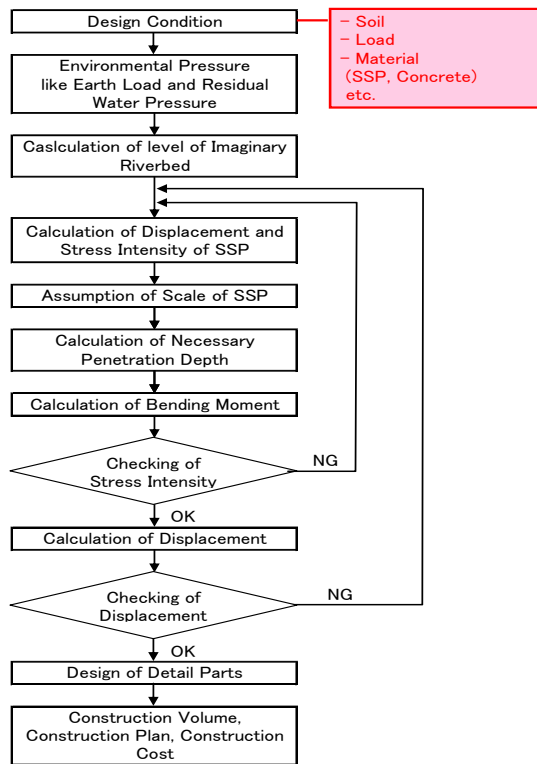 Design Condition
- Soil
- Load
- Material
(SSP, Concrete)
etc.
Environmental Pressure
like Earth Load and Residual
Water Pressure
Caslculation of level of Imaginary
Riverbed
Calculation of Displacement and
Stress Intensity of SSP
Assumption of Scale of SSP
Calculation of Necessary
Penetration Depth
Calculation of Bending Moment
Checking of
Stress Intensity
NG
OK
Calculation of Displacement
Checking of
Displacement
NG
OK
Design of Detail Parts
Construction Volume,
Construction Plan, Construction
Cost